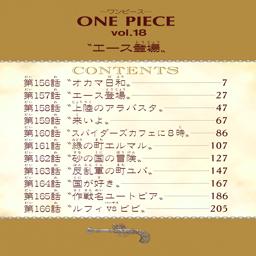 ―ワンピース―
ONE PIECE
vol.18
〝エース登場〟
CONTENTS
第156話 〝オカマ日和〟 7
第157話 〝エース登場〟 27
第158話 〝上陸のアラバスタ〟 47
第159話 〝来いよ〟 67
第160話 〝スパイダーズカフェに8時〟 86
第161話 〝緑の町エルマル〟 107
第162話 〝砂の国の冒険〟 127
第163話 〝反乱軍の町ユバ〟 147
第164話 〝国が好き〟 167
第165話 〝作戦名ユートピア〟 186
第166話 〝ルフィvsビビ〟 205